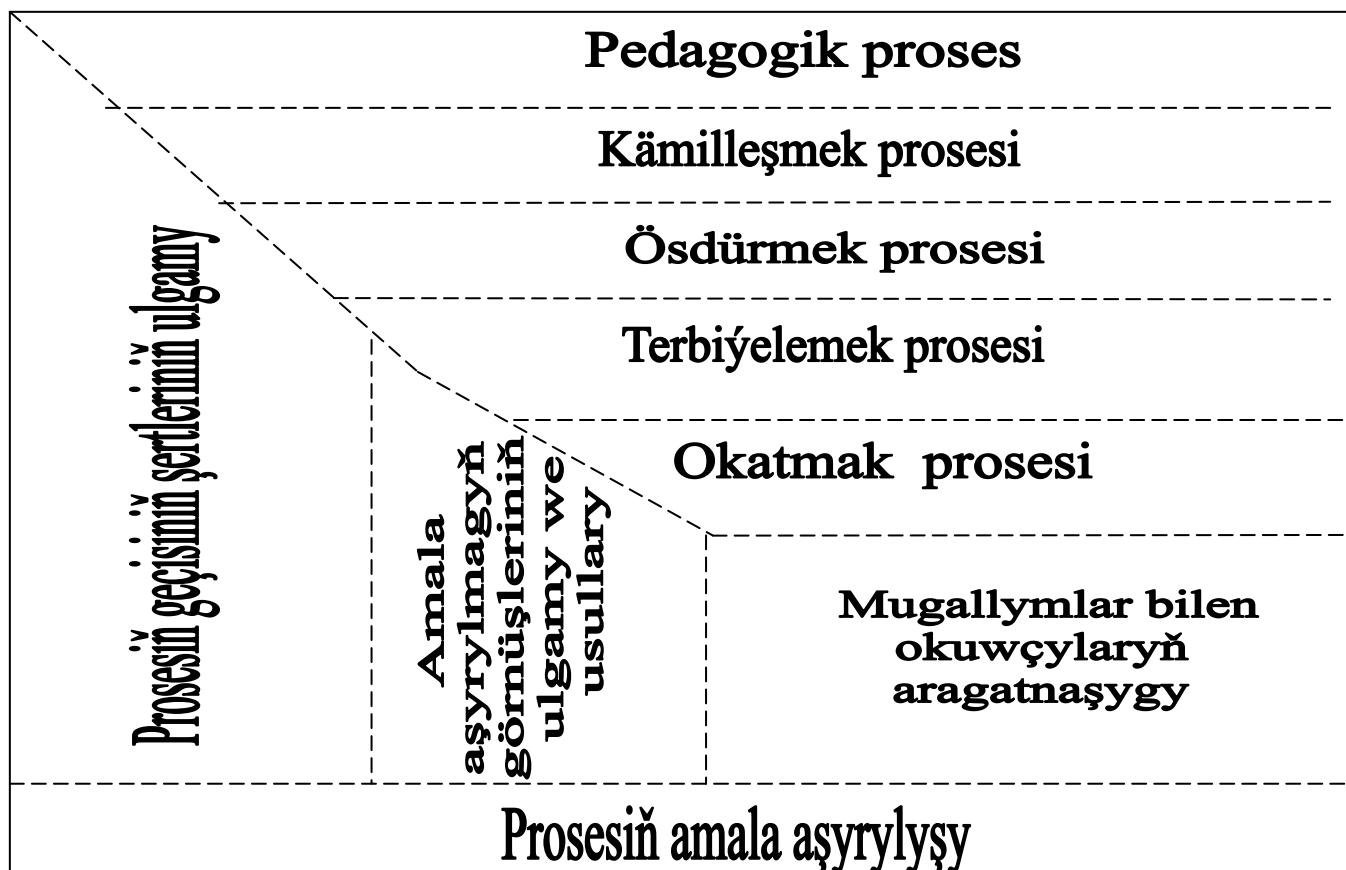 Pedagogik proses
Kämilleşmek prosesi
Ösdürmek prosesi
Terbiýelemek prosesi
Okatmak prosesi
Prosesiň geçişiniň şertleriniň ulgamy
Amala
aşyrylmagyň
görnüşleriniň
ulgamy we
usullary
Mugallymlar bilen
okuwçylaryň
aragatnaşygy
Prosesiň amala aşyrylyşy